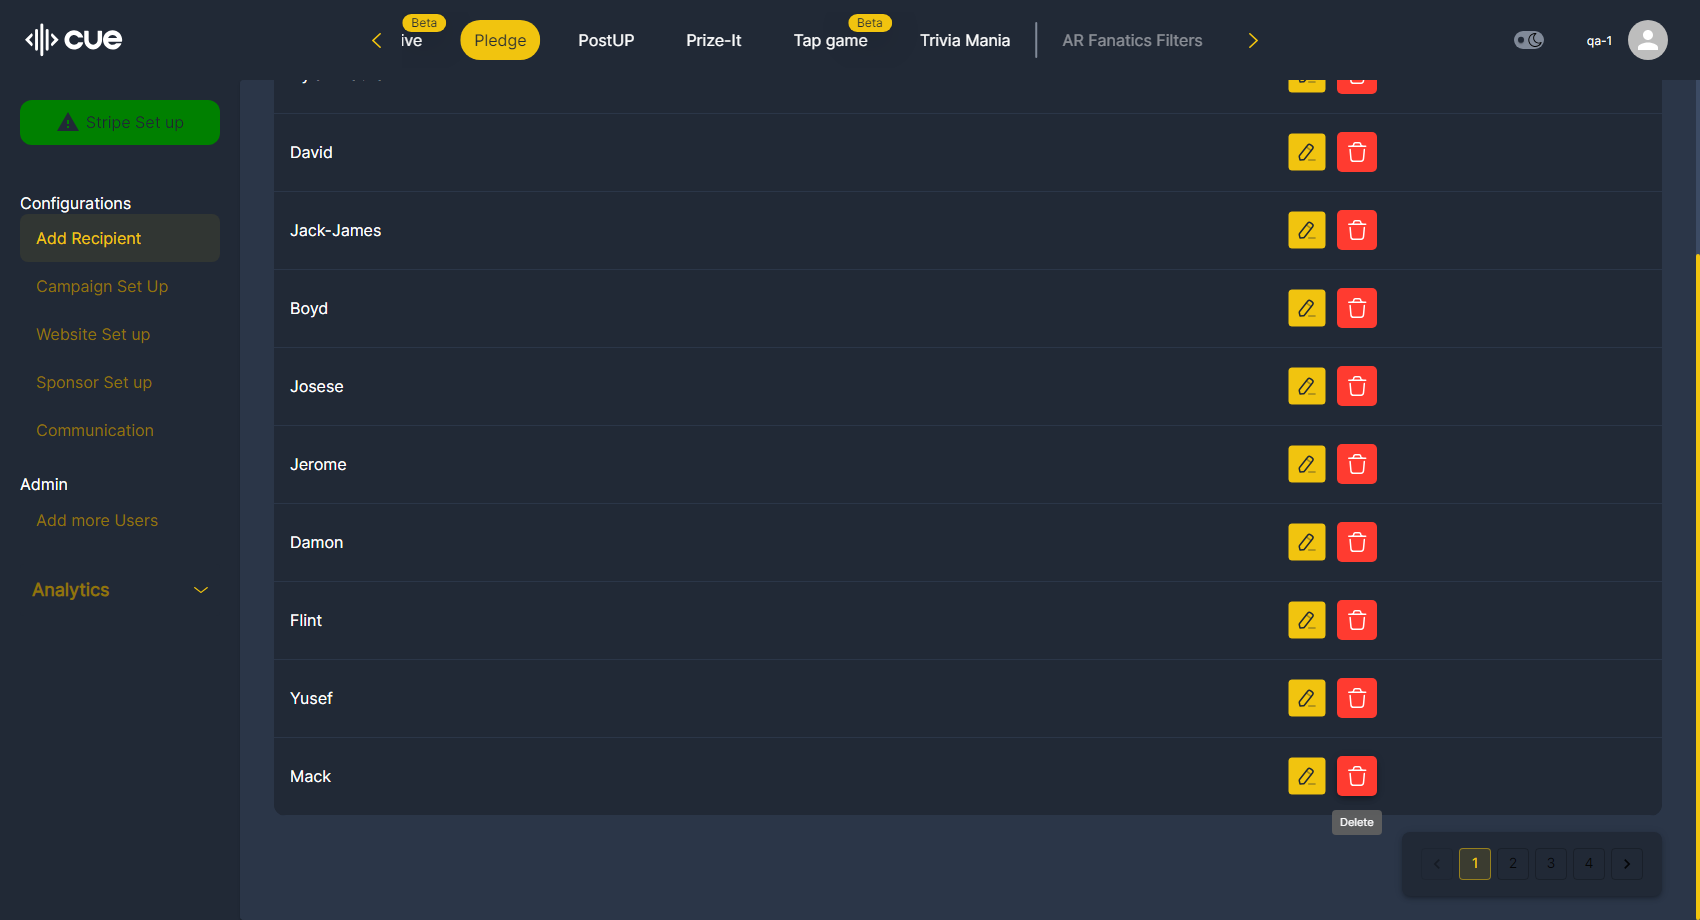 cue
Beta
ive
Pledge
PostUP
Prize-It
Beta
Tap game
Trivia Mania
AR Fanatics Filters
qa-1
Stripe Set up
Configurations
Add Recipient
Campaign Set Up
Website Set up
Sponsor Set up
Communication
Admin
Add more Users
Analytics
David
Jack-James
Boyd
Josese
Jerome
Damon
Flint
Yusef
Mack
Delete
1 2 3 4